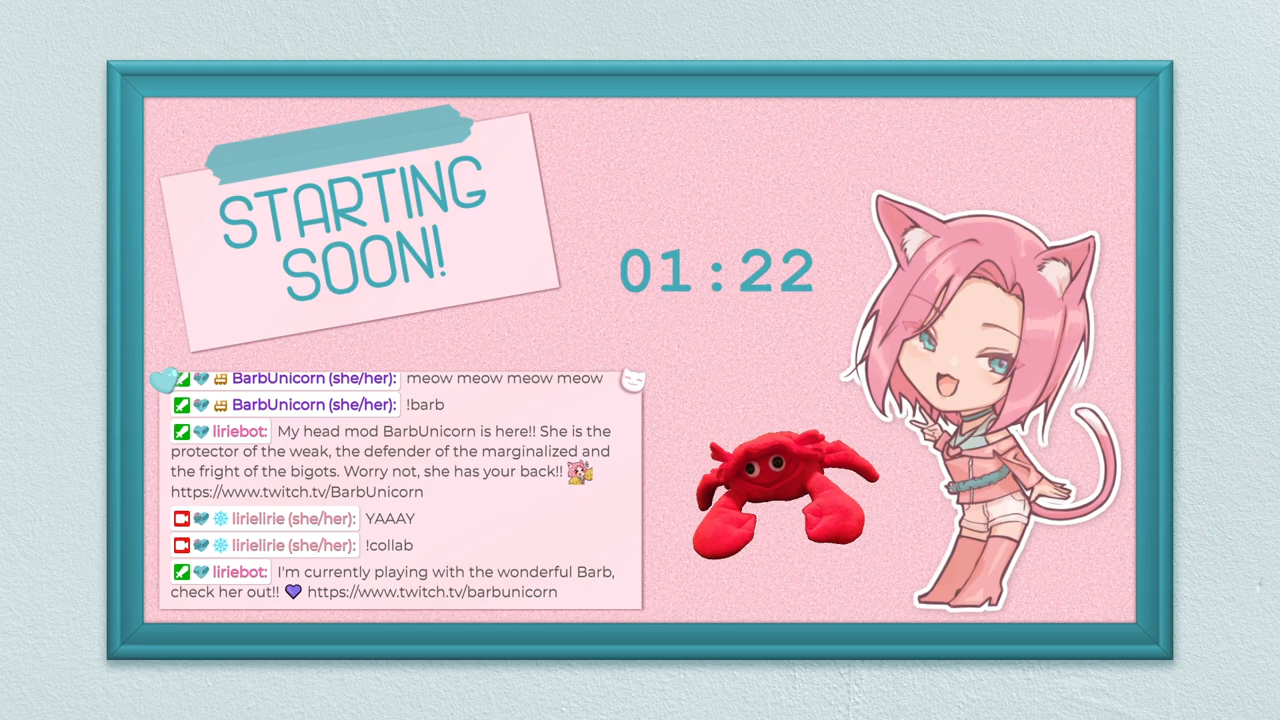 STARTING
SOON!
01:22
BarbUnicorn (she/her): meow meow meow meow
BarbUnicorn (she/her): !barb
liriebot: My head mod BarbUnicorn is here!! She is the
protector of the weak, the defender of the marginalized and
the fright of the bigots. Worry not, she has your back!!
https://www.twitch.tv/BarbUnicorn
lirielirie (she/her): YAAAY
lirielirie (she/her): !collab
liriebot: I'm currently playing with the wonderful Barb,
check her out!! 💜 https://www.twitch.tv/barbunicorn